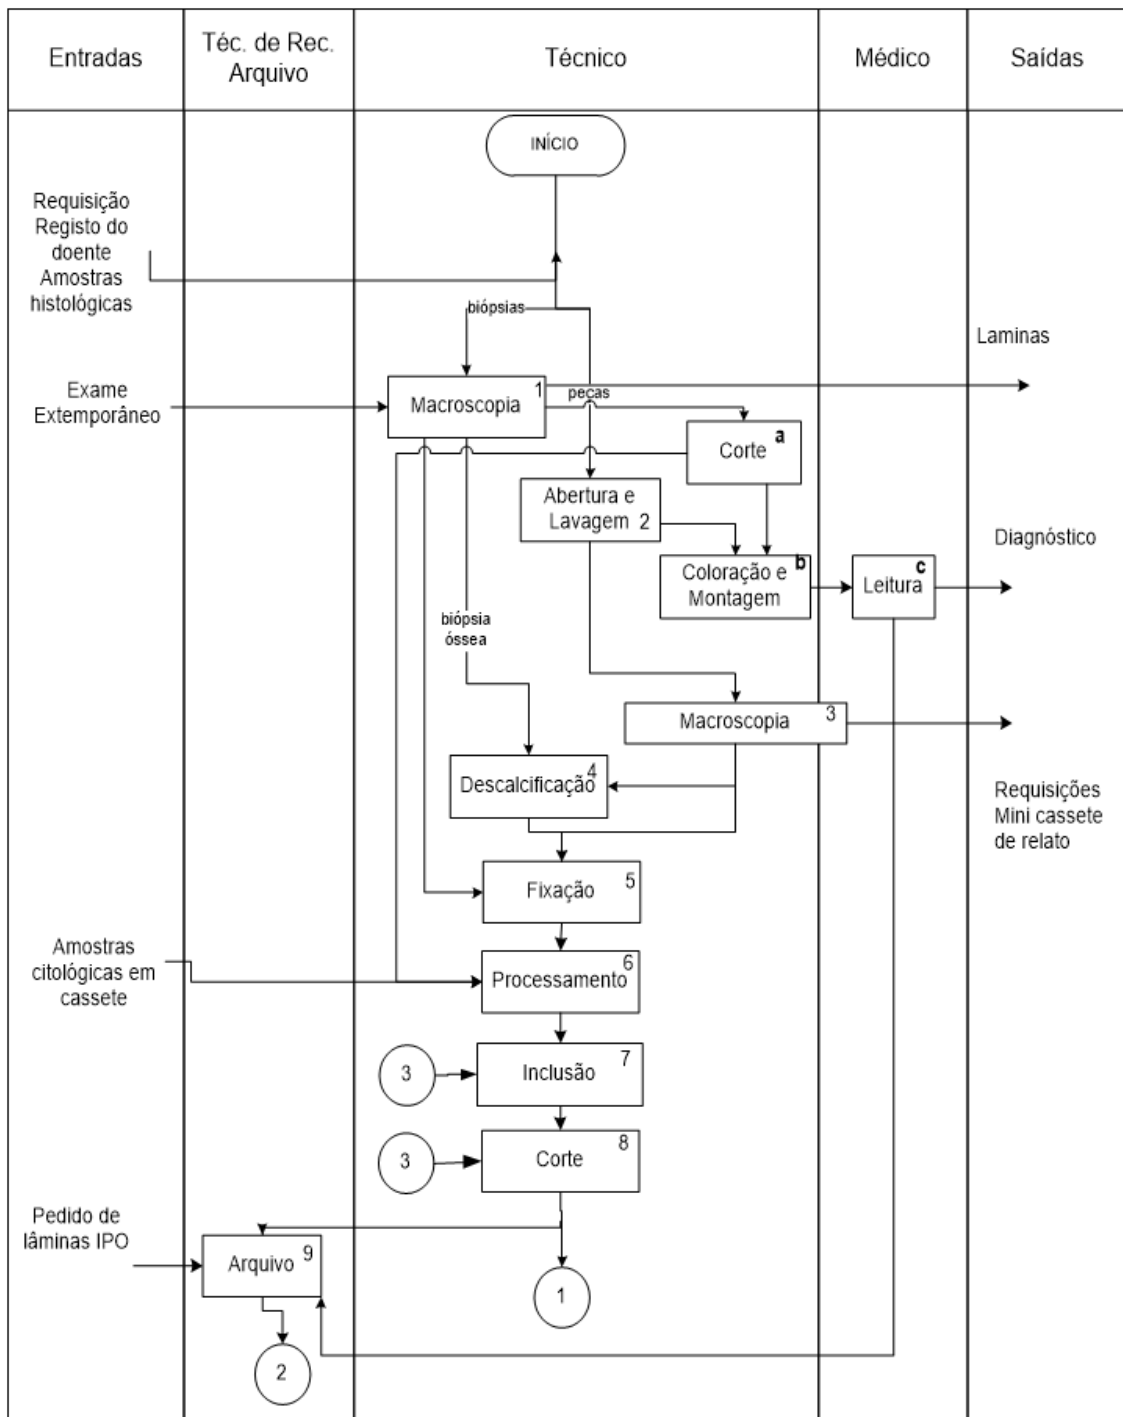 Entradas
Téc. de Rec.
Arquivo
Técnico
Médico
Saídas
INÍCIO
Requisição
Registo do
doente
Amostras
histológicas
biópsias
Laminas
Exame
Extemporâneo
Macroscopia
1
peças
Corte
a
Abertura e
Lavagem 2
Diagnóstico
Coloração e
Montagem
b
Leitura
c
biópsia
óssea
Macroscopia
3
Descalcificação
4
Requisições
Mini cassete
de relato
Fixação
5
Amostras
citológicas em
cassete
Processamento
6
3
Inclusão
7
3
Corte
8
Pedido de
lâminas IPO
Arquivo
9
1
2